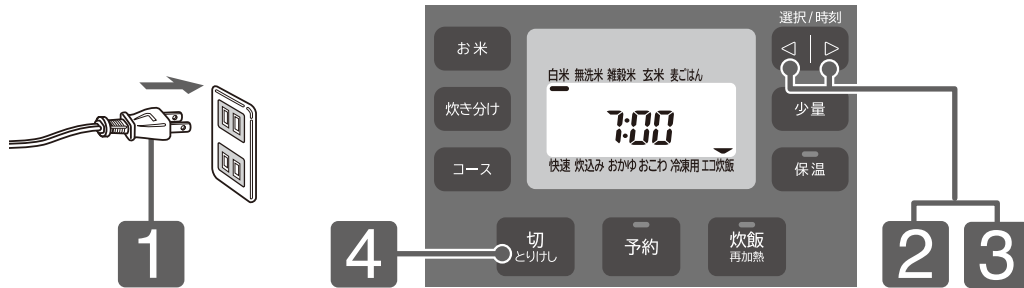 1
選択/時刻
お米
◁ ▷
白米 無洗米 雑穀米 玄米 麦ごはん
炊き分け
7:00
少量
コース
快速 炊込み おかゆ おこわ 冷凍用 エコ炊飯
保温
4
切
とりけし
予約
炊飯
再加熱
2
3